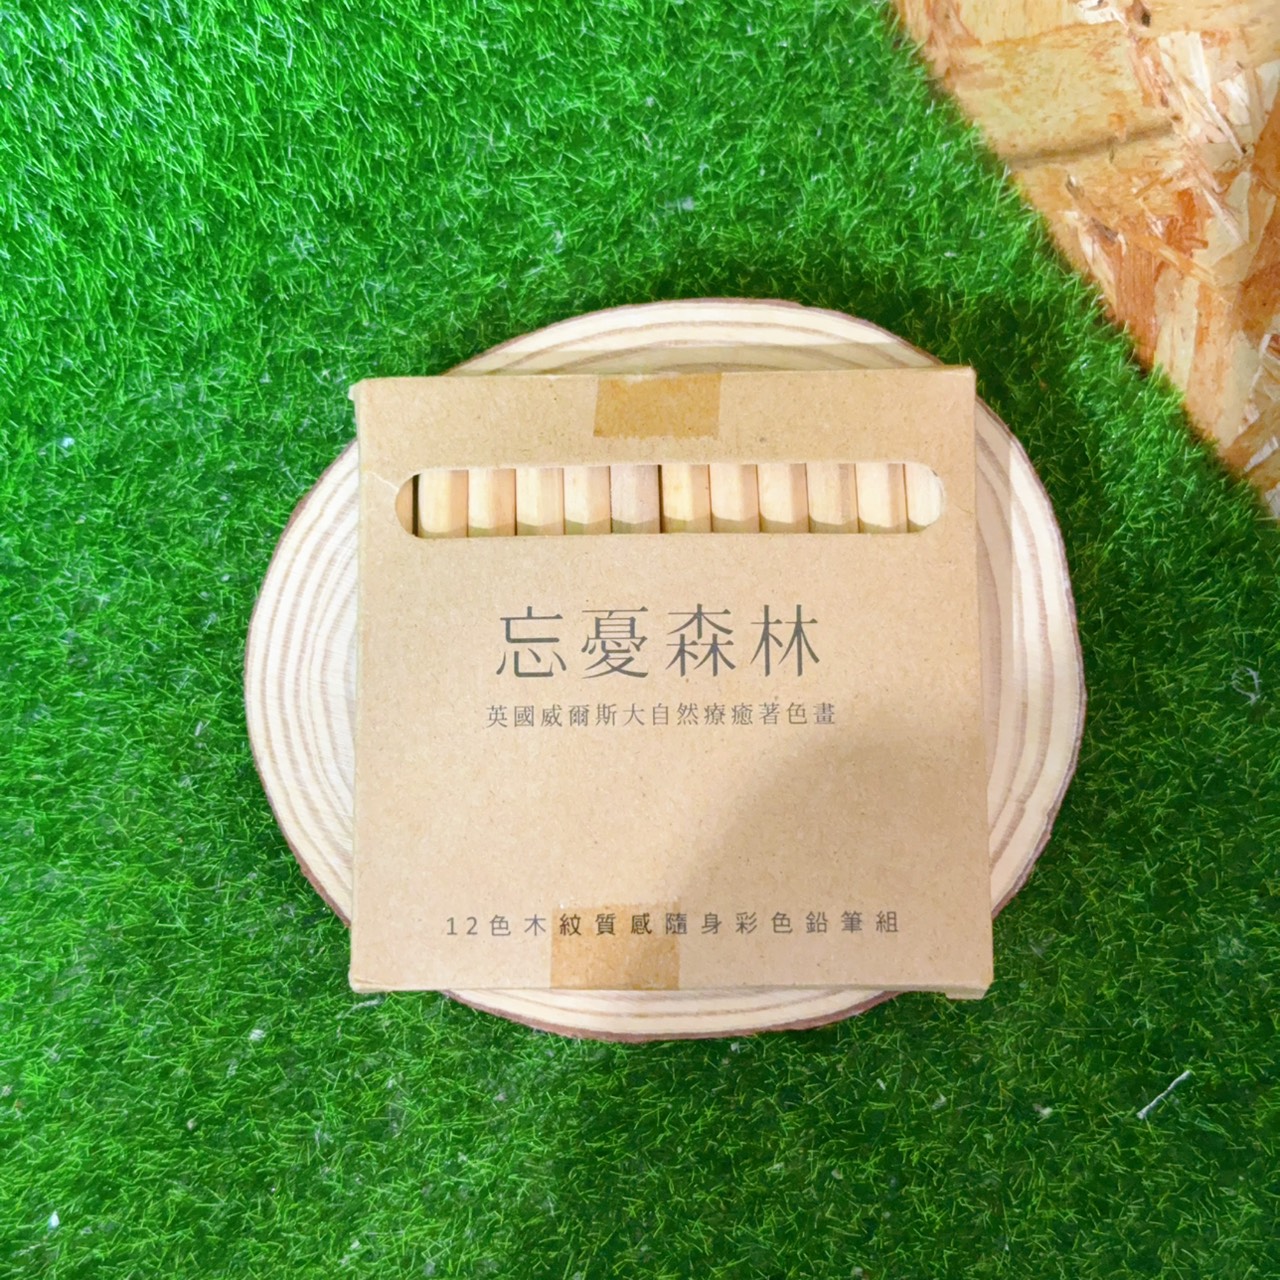 忘憂森林
英國威爾斯大自然療癒著色畫
12色木紋質感隨身彩色鉛筆組